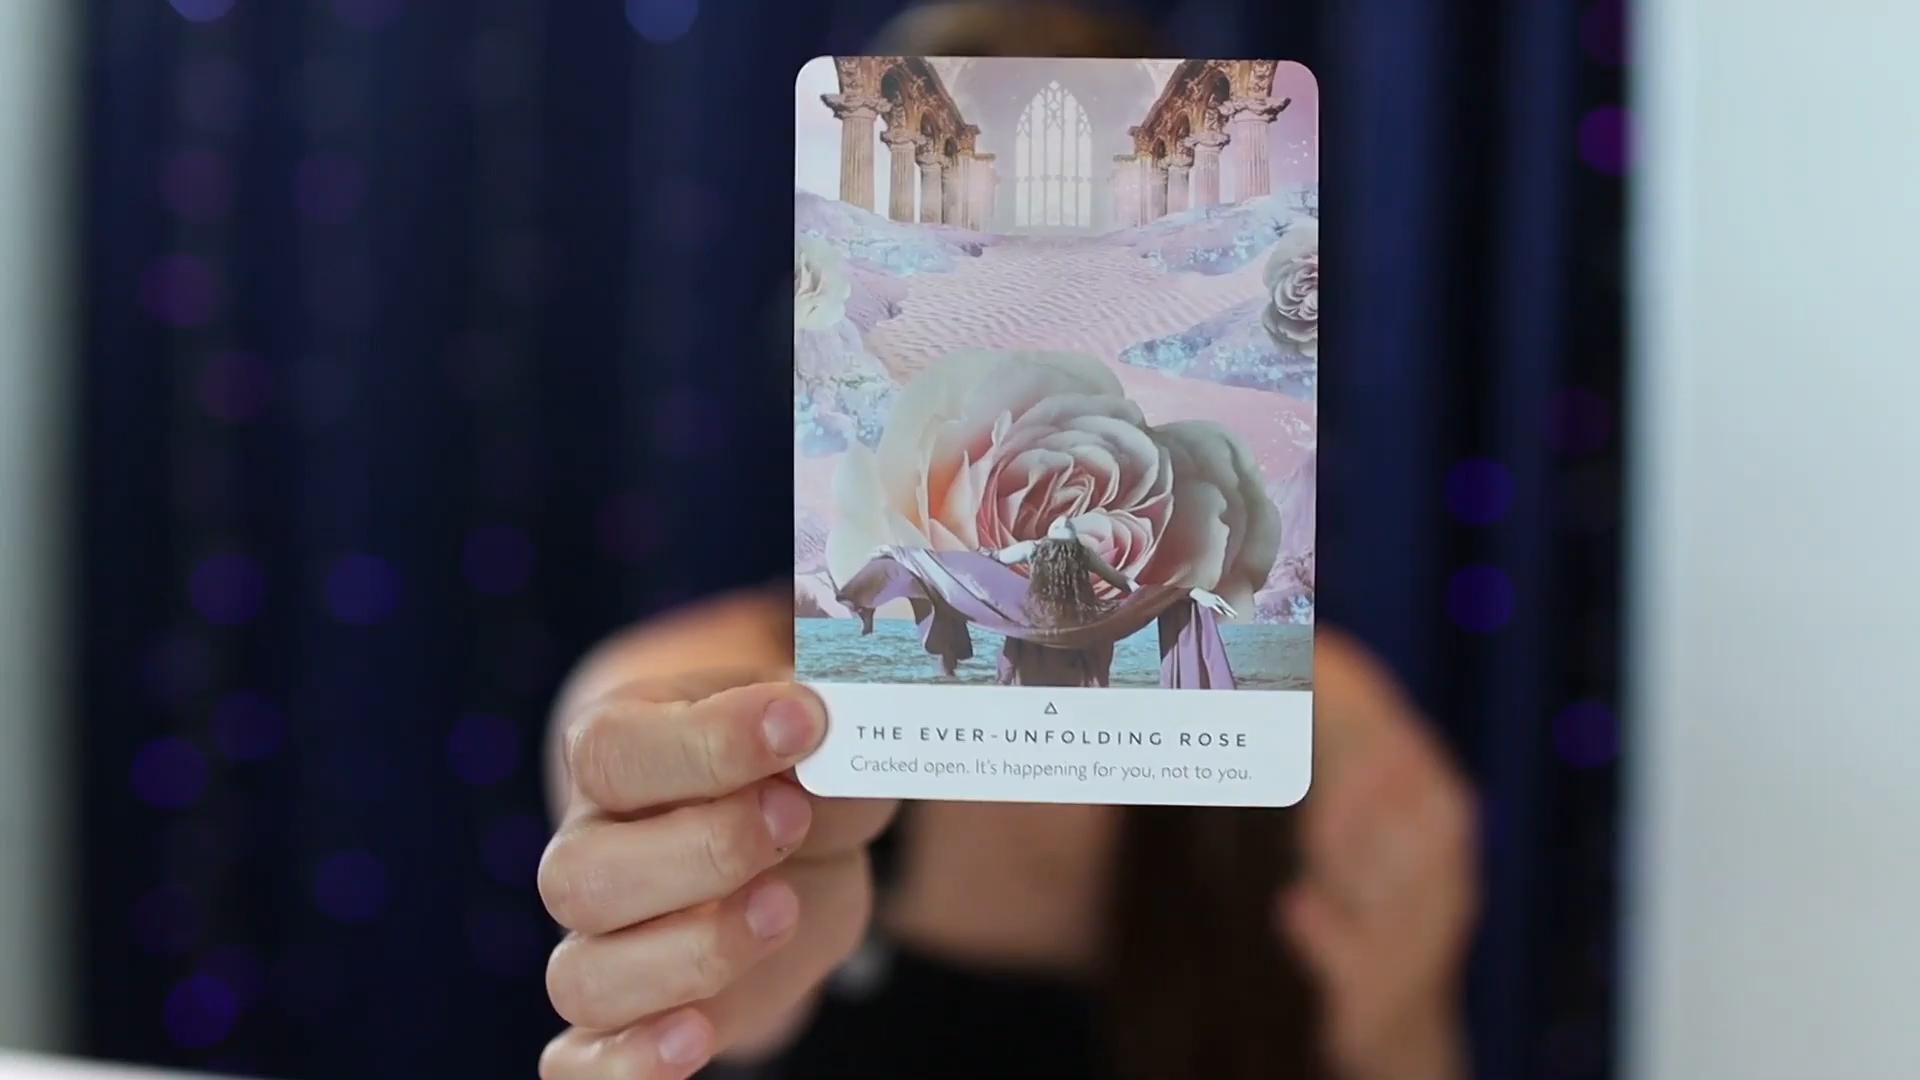 THE EVER-UNFOLDING ROSE
Cracked open. It's happening for you, not to you.